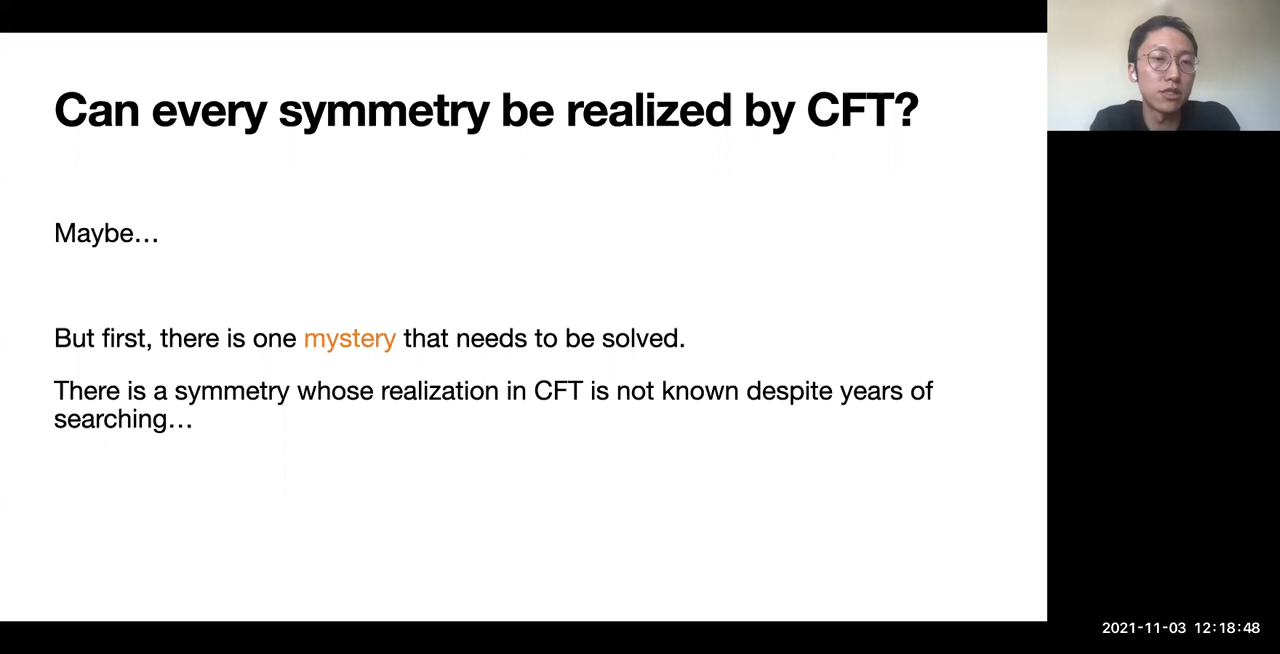 Can every symmetry be realized by CFT?
Maybe…
But first, there is one mystery that needs to be solved.
There is a symmetry whose realization in CFT is not known despite years of
searching…
2021-11-03 12:18:48